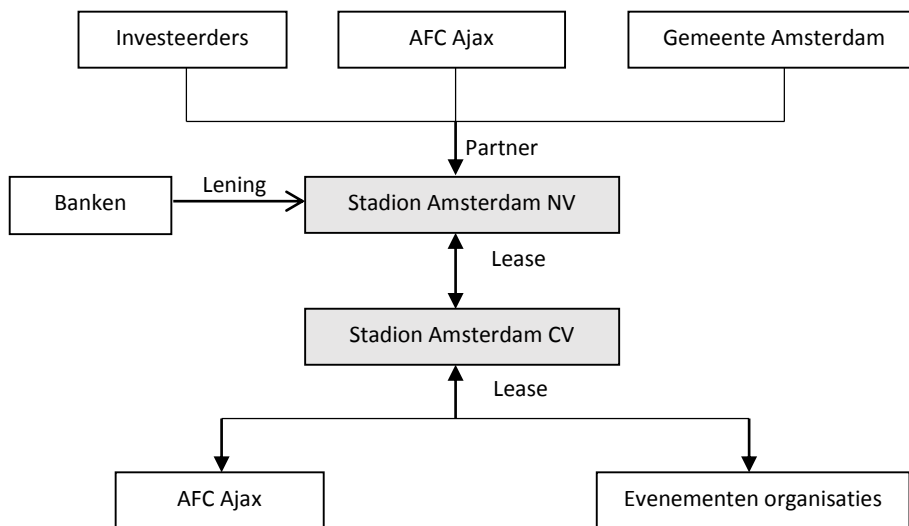 Investeerders
AFC Ajax
Gemeente Amsterdam
Partner
Lening
Banken
Stadion Amsterdam NV
Lease
Stadion Amsterdam CV
Lease
AFC Ajax
Evenementen organisaties